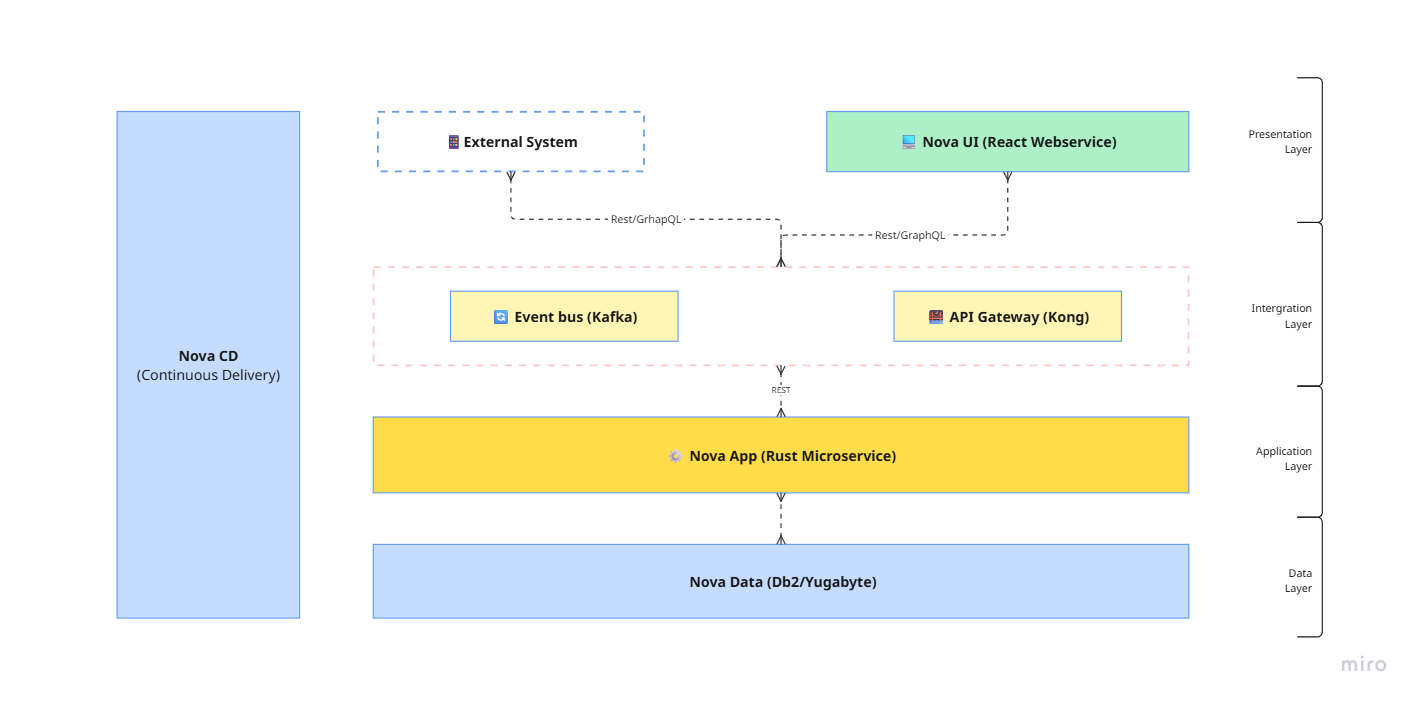 External System
Nova UI (React Webservice)
Presentation
Layer
Rest/GrhapQL
Rest/GraphQL
Event bus (Kafka)
API Gateway (Kong)
Intergration
Layer
Nova CD
(Continuous Delivery)
REST
Nova App (Rust Microservice)
Application
Layer
Nova Data (Db2/Yugabyte)
Data
Layer
miro